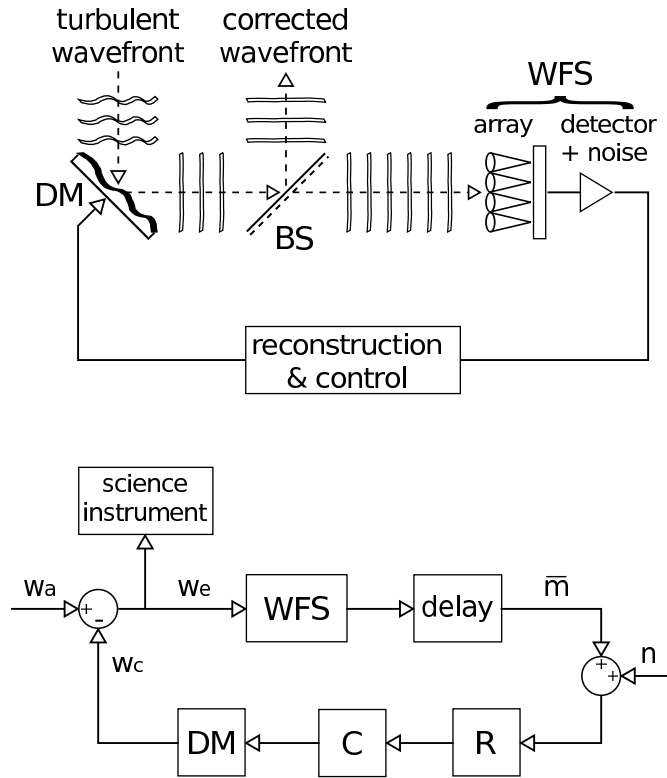 turbulent
wavefront
corrected
wavefront
WFS
array
detector
+ noise
DM
BS
reconstruction
& control
science
instrument
wa
+
-
we
WFS
delay
m̅
n
+
+
wc
DM
C
R